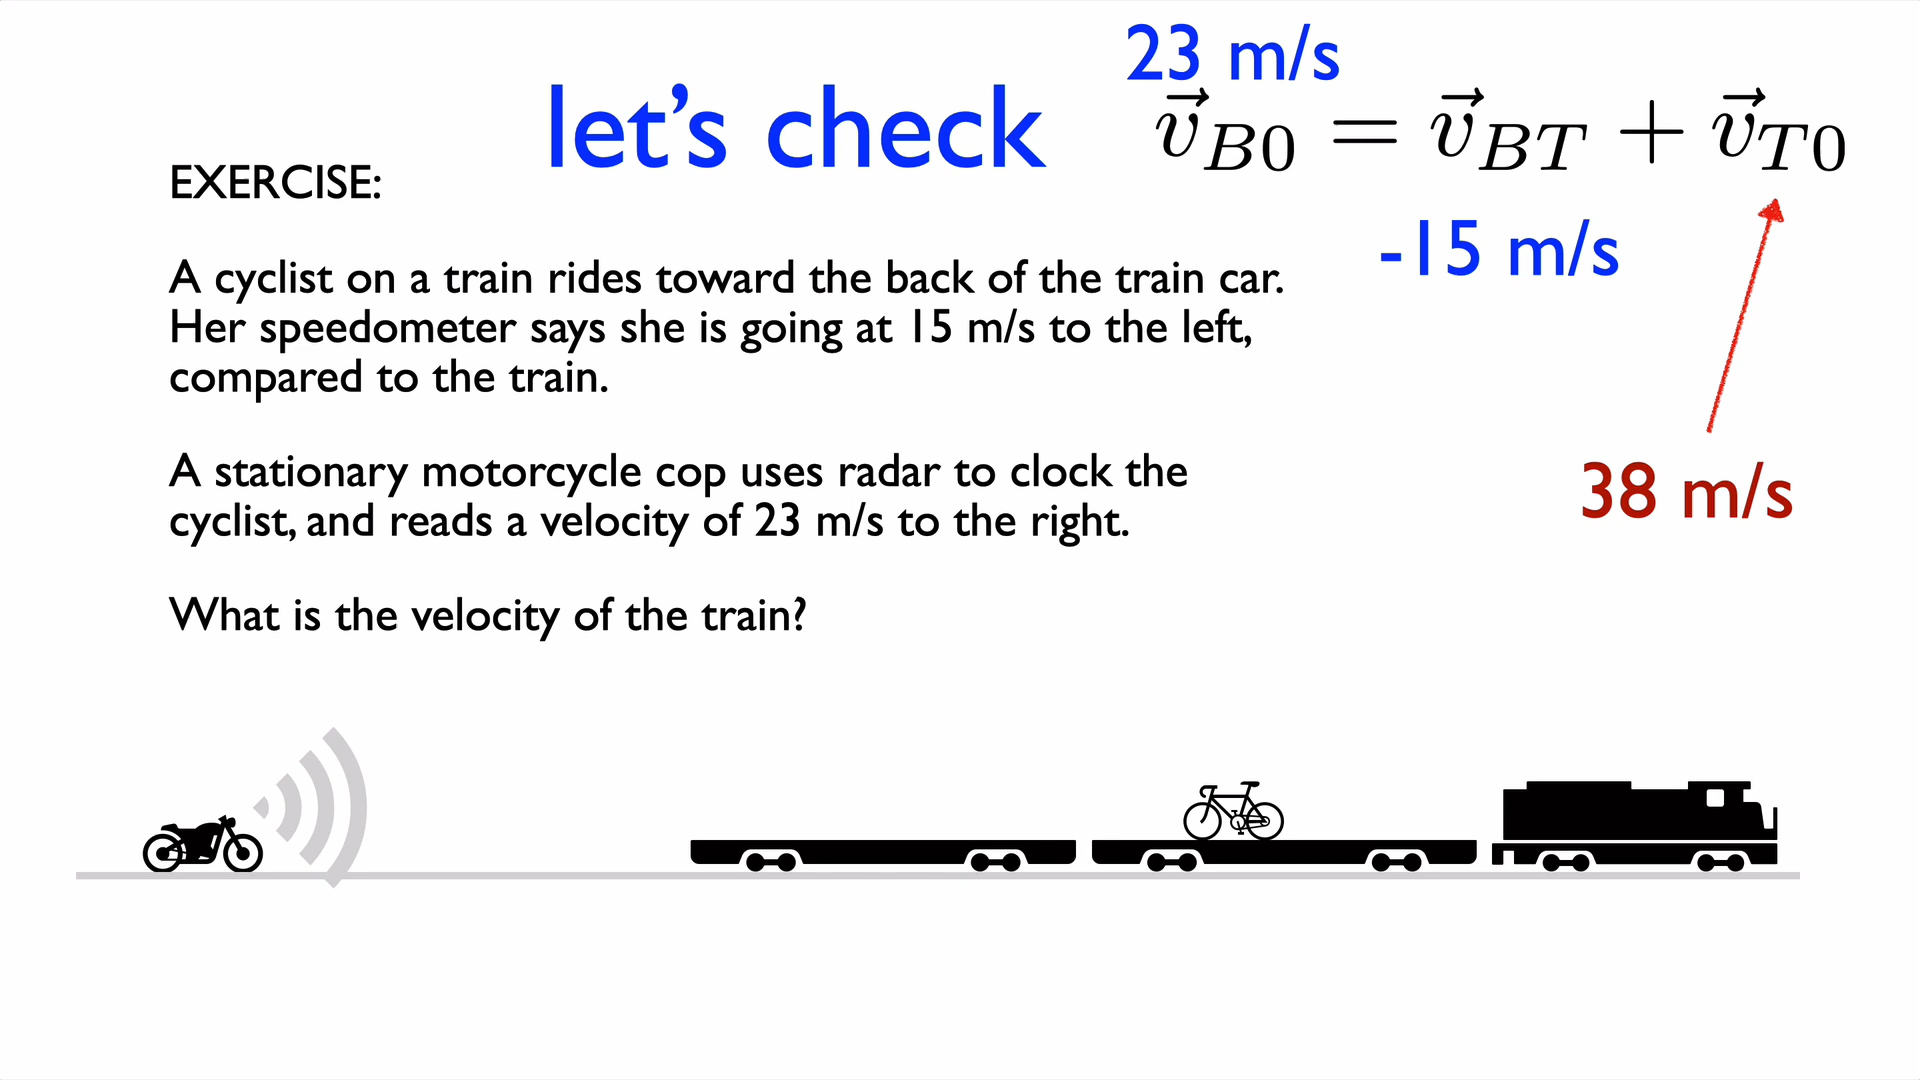 23 m/s
let's check
$\vec{v}_{B0} = \vec{v}_{BT} + \vec{v}_{T0}$
EXERCISE:
-15 m/s
A cyclist on a train rides toward the back of the train car.
Her speedometer says she is going at 15 m/s to the left,
compared to the train.
38 m/s
A stationary motorcycle cop uses radar to clock the
cyclist, and reads a velocity of 23 m/s to the right.
What is the velocity of the train?